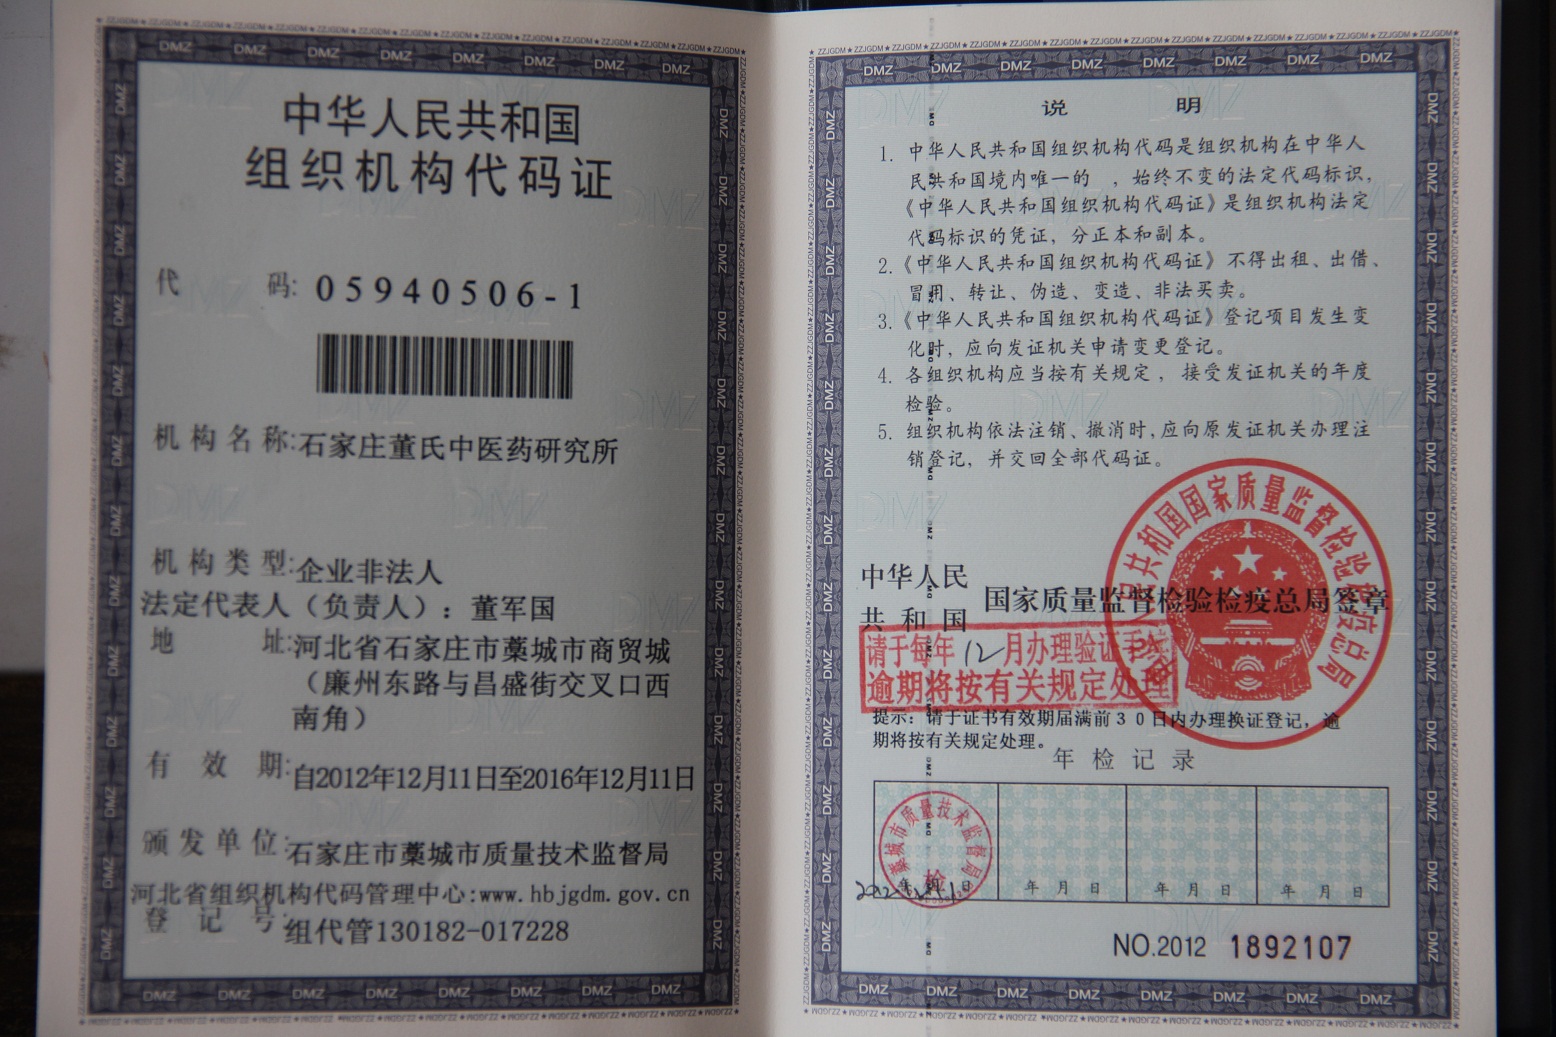 中华人民共和国
组织机构代码证
代码:05940506-1
机构名称:石家庄董氏中医药研究所
机构类型:企业非法人
法定代表人（负责人）：董军国
地址:河北省石家庄市藁城市商贸城
（廉州东路与昌盛街交叉口西
南角）
有效期:自2012年12月11日至2016年12月11日
颁发单位:石家庄市藁城市质量技术监督局
河北省组织机构代码管理中心:www.hbjgdm.gov.cn
登记号:组代管130182-017228
说明
1. 中华人民共和国组织机构代码是组织机构在中华人
民共和国境内唯一的 ，始终不变的法定代码标识，
《中华人民共和国组织机构代码证》是组织机构法定
代码标识的凭证，分正本和副本。
2.《中华人民共和国组织机构代码证》不得出租、出借、
冒用、转让、伪造、变造、非法买卖。
3.《中华人民共和国组织机构代码证》登记项目发生变
化时，应向发证机关申请变更登记。
4. 各组织机构应当按有关规定，接受发证机关的年度
检验。
5. 组织机构依法注销、撤消时，应向原发证机关办理注
销登记，并交回全部代码证。
中华人民
共和国
国家质量监督检验检疫总局签章
请于每年12月办理验证手续
逾期将按有关规定处理
提示：请于证书有效期届满前30日内办理换证登记，逾
期将按有关规定处理。
年检记录
藁城市质量技术监督局
检
年 月 日
年 月 日
年 月 日
年 月 日
NO.2012 1892107